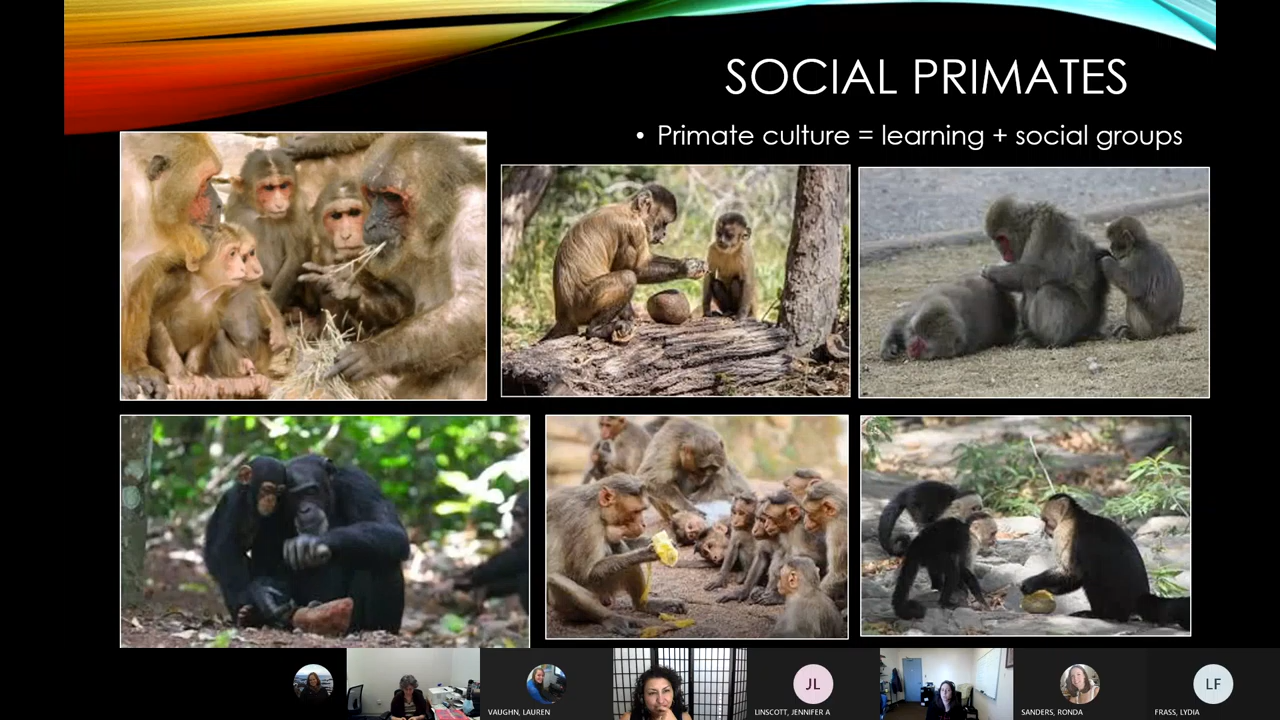 SOCIAL PRIMATES
• Primate culture = learning + social groups
JL
LF
VAUGHN, LAUREN
LINSCOTT, JENNIFER A
SANDERS, RONDA
FRASS, LYDIA